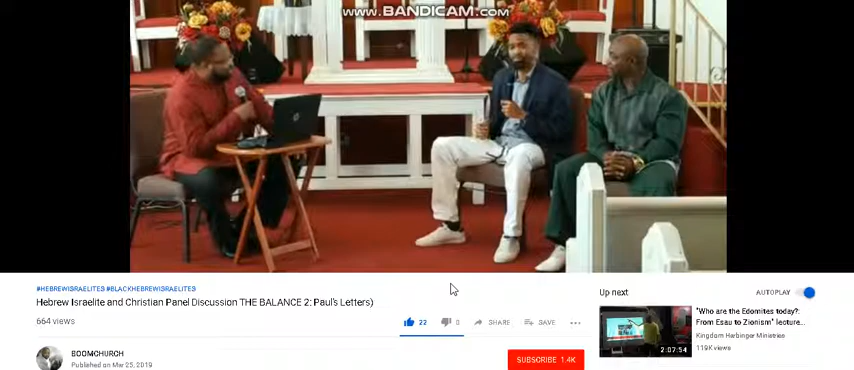 www.BANDICAM.com
#HEBREWISRAELITES #BLACKHEBREWISRAELITES
Hebrew Israelite and Christian Panel Discussion THE BALANCE 2: Paul's Letters)
664 views
22
0
SHARE
SAVE
BOOMCHURCH
Published on Mar 25, 2019
SUBSCRIBE 1.4K
Up next
AUTOPLAY
2:07:54
"Who are the Edomites today?:
From Esau to Zionism" lecture...
Kingdom Harbinger Ministries
119K views